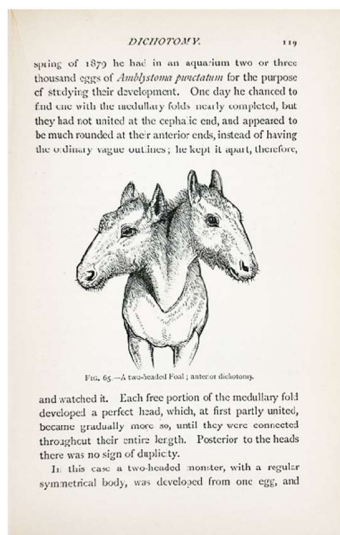 DICHOTOMY. 119
spring of 1879 he had in an aquarium two or three
thousand eggs of Amblystoma punctatum for the purpose
of studying their development. One day he chanced to
find one with the medullary folds nearly completed, but
they had not united at the cephalic end, and appeared to
be much rounded at their anterior ends, instead of having
the ordinary vague outlines; he kept it apart, therefore,
FIG. 65.—A two-headed Foal; anterior dichotomy.
and watched it. Each free portion of the medullary fold
developed a perfect head, which, at first partly united,
became gradually more so, until they were connected
throughout their entire length. Posterior to the heads
there was no sign of duplicity.
In this case a two-headed monster, with a regular
symmetrical body, was developed from one egg, and